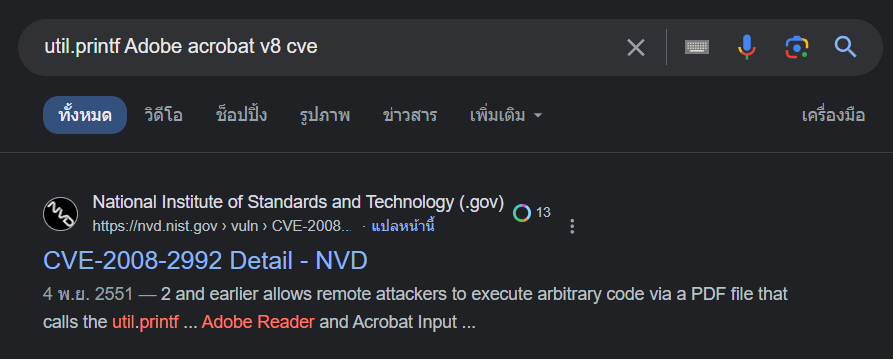 util.printf Adobe acrobat v8 cve
ทั้งหมด วิดีโอ ช็อปปิ้ง รูปภาพ ข่าวสาร เพิ่มเติม เครื่องมือ
NVD
National Institute of Standards and Technology (.gov) 13
https://nvd.nist.gov › vuln › CVE-2008... · แปลหน้านี้
CVE-2008-2992 Detail - NVD
4 พ.ย. 2551 — 2 and earlier allows remote attackers to execute arbitrary code via a PDF file that
calls the util.printf ... Adobe Reader and Acrobat Input ...